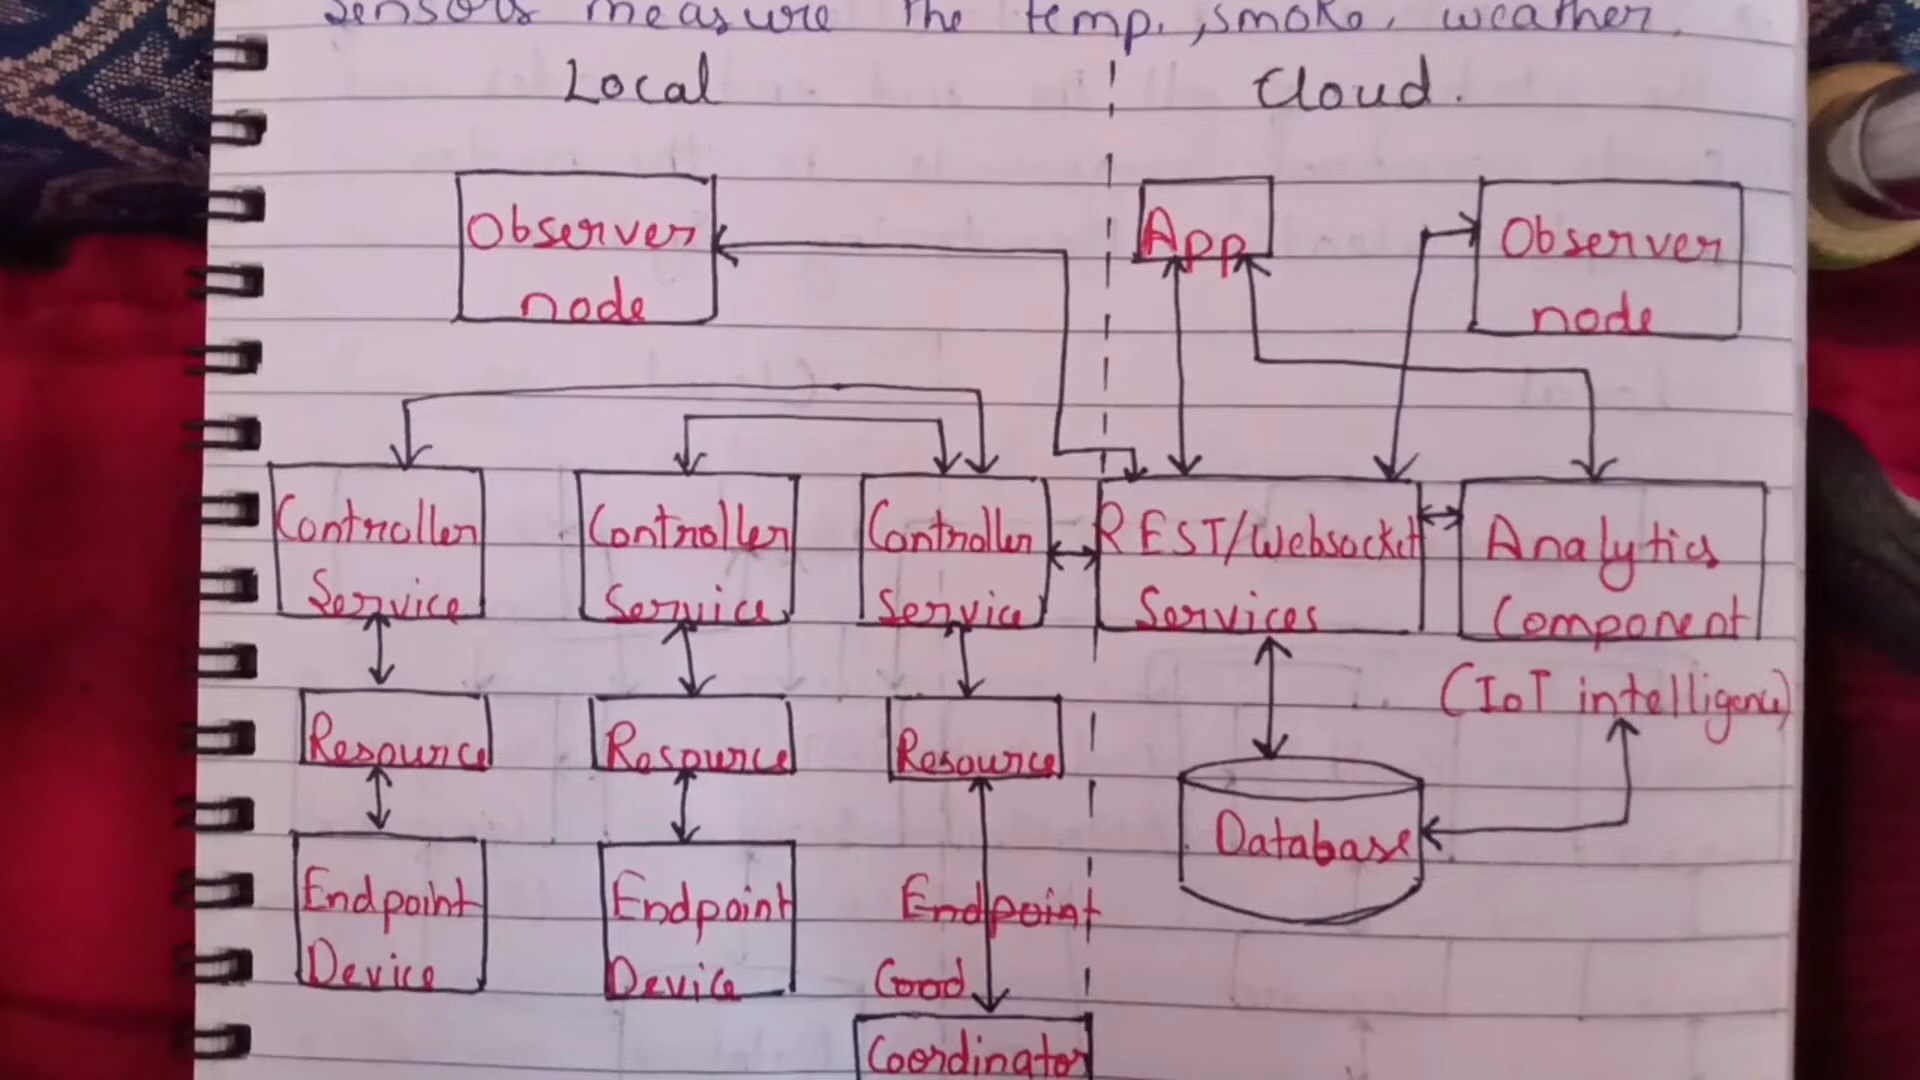 Sensors measure the temp., smoke, weather
Local
Cloud.
Observer
node
App
Observer
node
Controller
Service
Controller
Service
Controller
Service
REST/Websocket
Services
Analytics
Component
(IoT intelligence)
Resource
Resource
Resource
Database
Endpoint
Device
Endpoint
Device
Endpoint
Cood
Coordinator